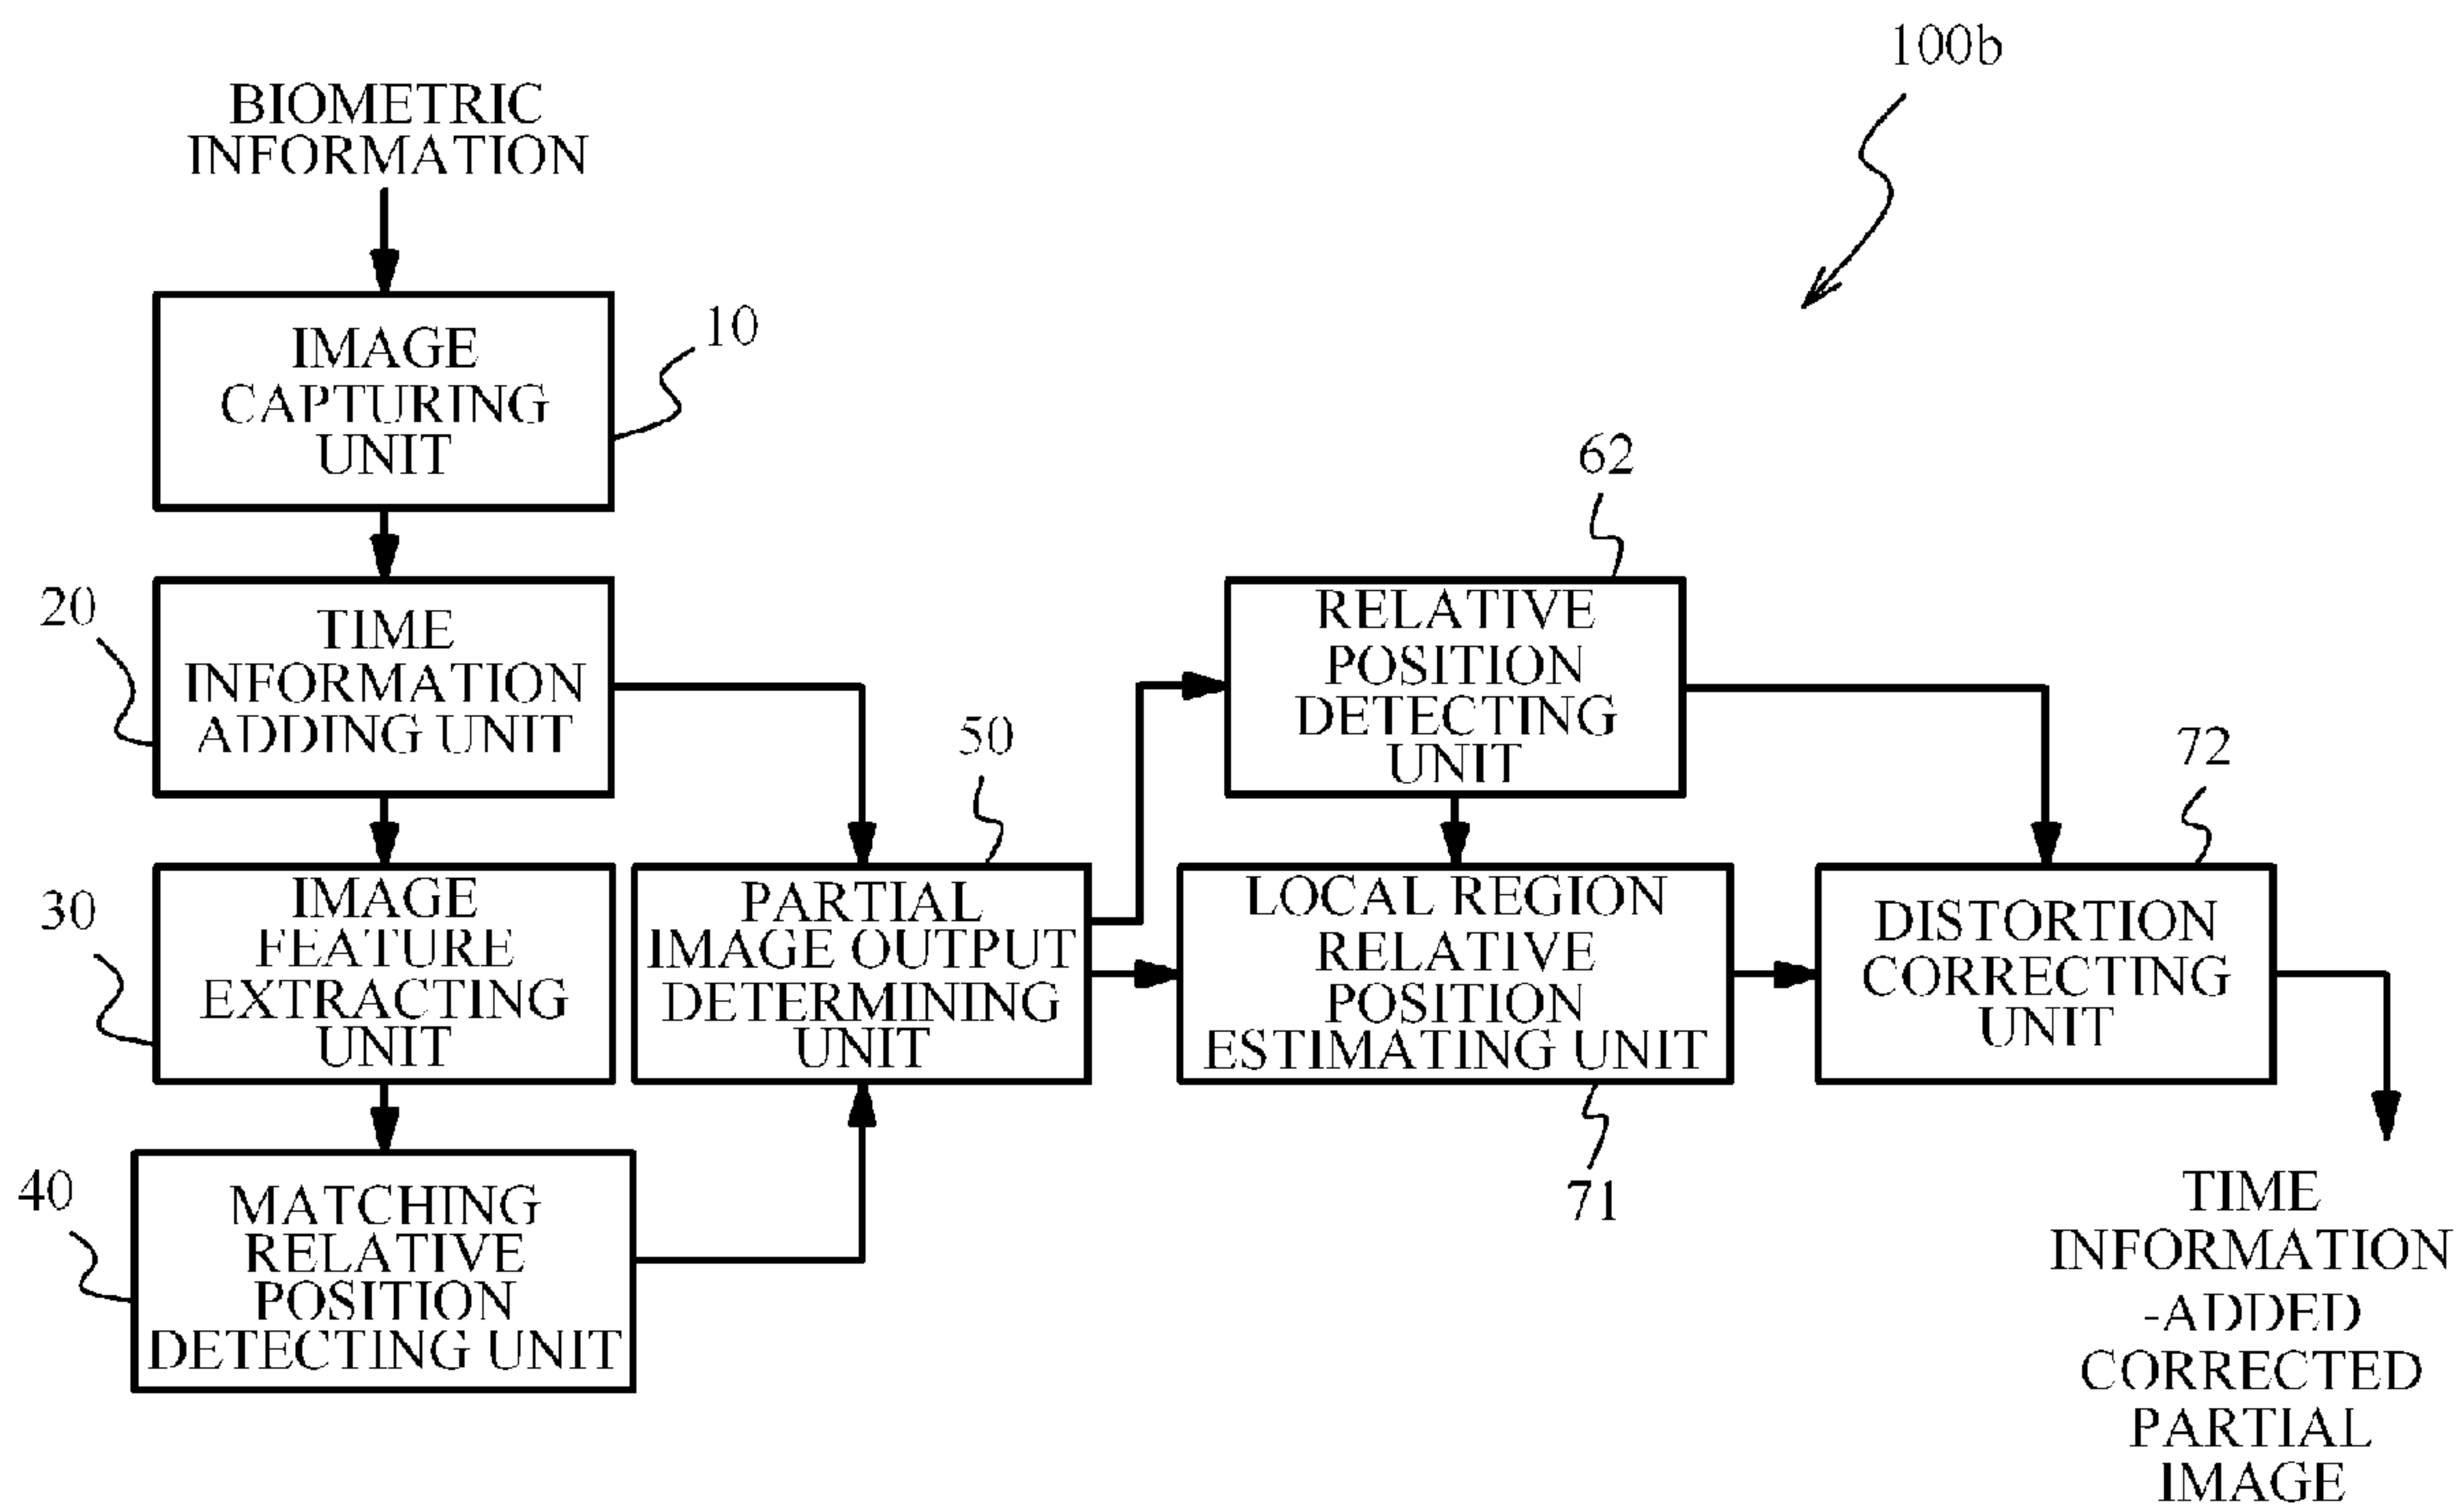 100b
BIOMETRIC
INFORMATION
IMAGE
CAPTURING
UNIT
10
20
TIME
INFORMATION
ADDING UNIT
30
IMAGE
FEATURE
EXTRACTING
UNIT
40
MATCHING
RELATIVE
POSITION
DETECTING UNIT
50
PARTIAL
IMAGE OUTPUT
DETERMINING
UNIT
62
RELATIVE
POSITION
DETECTING
UNIT
LOCAL REGION
RELATIVE
POSITION
ESTIMATING UNIT
71
72
DISTORTION
CORRECTING
UNIT
TIME
INFORMATION
-ADDED
CORRECTED
PARTIAL
IMAGE